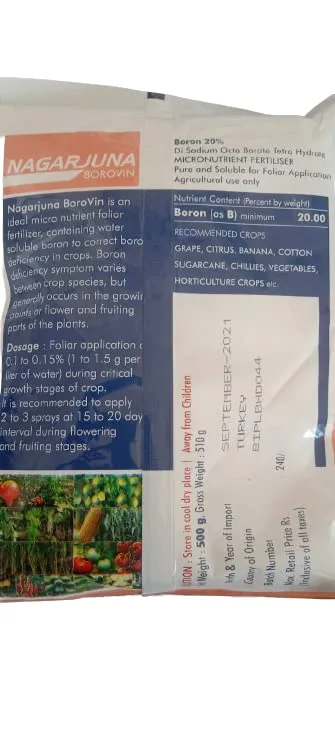 NAGARJUNA
BOROVIN
Nagarjuna BoroVin is an
ideal micro nutrient foliar
fertilizer, containing water
soluble boron to correct boro
deficiency in crops. Boron
deficiency symptom varies
between crop species, but
generally occurs in the growin
points or flower and fruiting
parts of the plants.
Dosage : Foliar application o
0.1 to 0.15% (1 to 1.5 g per
liter of water) during critical
growth stages of crop.
It is recommended to apply
2 to 3 sprays at 15 to 20 day
interval during flowering
and fruiting stages.
Boron 20%
Di Sodium Octo Borate Tetra Hydrate
MICRONUTRIENT FERTILISER
Pure and Soluble for Foliar Application
Agricultural use only
Nutrient Content (Percent by weight)
Boron (as B) minimum 20.00
RECOMMENDED CROPS
GRAPE, CITRUS, BANANA, COTTON
SUGARCANE, CHILLIES, VEGETABLES,
HORTICULTURE CROPS etc.
TION : Store in cool dry place | Away from Children
Weight : 500 g. Gross Weight : 510 g
th & Year of Import SEPTEMBER-2021
Country of Origin TURKEY
Batch Number BIPLBHD044
Max. Retail Price Rs. 240/
(Inclusive of all taxes)